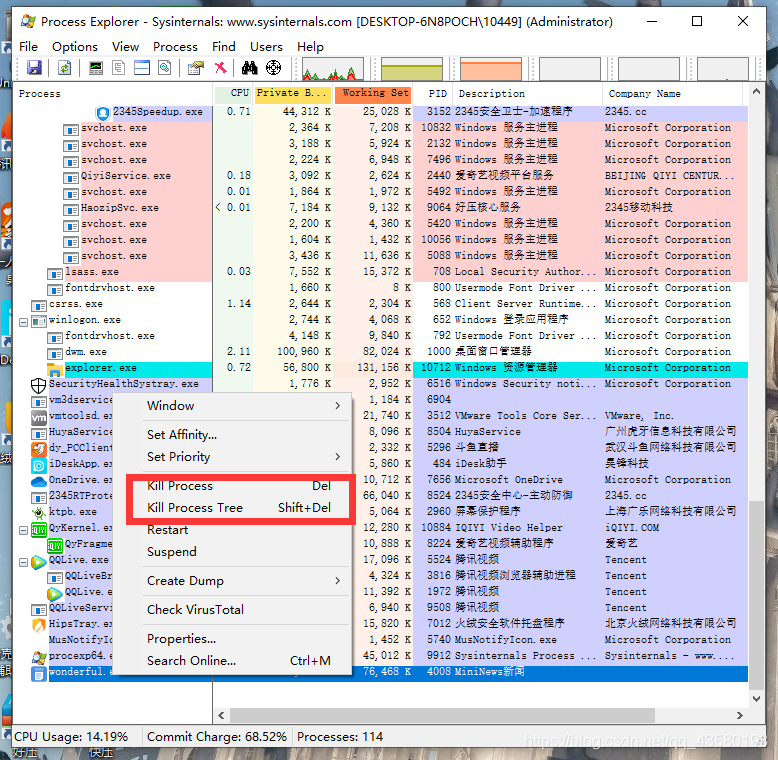 Process Explorer - Sysinternals: www.sysinternals.com [DESKTOP-6N8POCH\10449] (Administrator)
File Options View Process Find Users Help
Process CPU Private B... Working Set PID Description Company Name
2345Speedup.exe 0.71 44,312 K 25,028 K 3152 2345安全卫士-加速程序 2345.cc
svchost.exe 2,364 K 7,208 K 10832 Windows 服务主进程 Microsoft Corporation
svchost.exe 3,188 K 5,924 K 2132 Windows 服务主进程 Microsoft Corporation
svchost.exe 2,224 K 6,948 K 7496 Windows 服务主进程 Microsoft Corporation
QiyiService.exe 0.18 3,092 K 2,624 K 2440 爱奇艺视频平台服务 BEIJING QIYI CENTUR...
svchost.exe 0.01 1,864 K 1,972 K 5492 Windows 服务主进程 Microsoft Corporation
HaozipSvc.exe < 0.01 7,184 K 9,132 K 9064 好压核心服务 2345移动科技
svchost.exe 2,200 K 4,360 K 5420 Windows 服务主进程 Microsoft Corporation
svchost.exe 1,604 K 1,432 K 10056 Windows 服务主进程 Microsoft Corporation
svchost.exe 3,436 K 11,636 K 5088 Windows 服务主进程 Microsoft Corporation
lsass.exe 0.03 7,552 K 15,372 K 708 Local Security Author... Microsoft Corporation
fontdrvhost.exe 1,660 K 8 K 800 Usermode Font Driver ... Microsoft Corporation
csrss.exe 1.14 2,644 K 2,304 K 568 Client Server Runtime... Microsoft Corporation
winlogon.exe 2,744 K 4,068 K 652 Windows 登录应用程序 Microsoft Corporation
fontdrvhost.exe 4,148 K 9,840 K 792 Usermode Font Driver ... Microsoft Corporation
dwm.exe 2.11 100,960 K 82,024 K 1000 桌面窗口管理器 Microsoft Corporation
explorer.exe 0.72 56,800 K 131,156 K 10712 Windows 资源管理器 Microsoft Corporation
SecurityHealthSystray.exe 1,776 K 2,952 K 6516 Windows Security noti... Microsoft Corporation
vm3dservice 1,184 K 6904
vmtoolsd.e 21,740 K 3512 VMware Tools Core Ser... VMware, Inc.
HuyaServic 8,096 K 8504 HuyaService 广州虎牙信息科技有限公司
dy_PCClien 2,332 K 5296 斗鱼直播 武汉斗鱼网络科技有限公司
iDeskApp.e 5,860 K 484 iDesk助手 昊锋科技
OneDrive.e 10,712 K 7656 Microsoft OneDrive Microsoft Corporation
2345RTProte 66,040 K 8524 2345安全中心-主动防御 2345.cc
ktpb.exe 5,064 K 2960 屏幕保护程序 上海广乐网络科技有限公司
QyKernel.e 12,280 K 10884 IQIYI Video Helper iQIYI.COM
QyFragme 10,888 K 8224 爱奇艺视频辅助程序 爱奇艺
QQLive.exe 17,096 K 5524 腾讯视频 Tencent
QQLiveBr 4,324 K 3816 腾讯视频浏览器辅助进程 Tencent
QQLive.e 11,392 K 1972 腾讯视频 Tencent
QQLiveServi 6,940 K 9508 腾讯视频 Tencent
HipsTray.ex 15,820 K 7012 火绒安全软件托盘程序 北京火绒网络科技有限公司
MusNotifyIc 1,452 K 5740 MusNotifyIcon.exe Microsoft Corporation
procexp64.e 45,012 K 9912 Sysinternals Process ... Sysinternals - www....
wonderful.e 76,468 K 4008 MiniNews新闻
Window
Set Affinity...
Set Priority
Kill Process Del
Kill Process Tree Shift+Del
Restart
Suspend
Create Dump
Check VirusTotal
Properties...
Search Online... Ctrl+M
CPU Usage: 14.19% Commit Charge: 68.52% Processes: 114
好压 快压